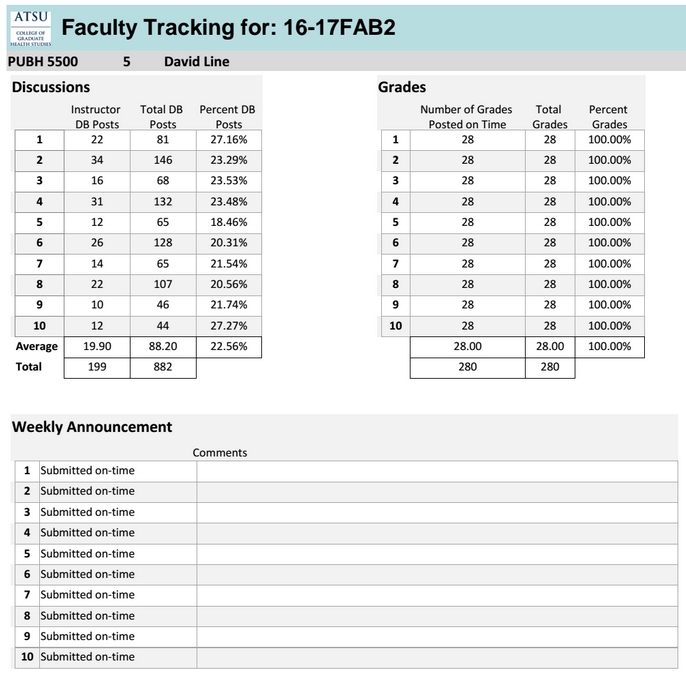 ATSU
COLLEGE OF
GRADUATE
HEALTH STUDIES
Faculty Tracking for: 16-17FAB2
PUBH 5500 5 David Line
Discussions
Instructor DB Posts Total DB Posts Percent DB Posts
1 22 81 27.16%
2 34 146 23.29%
3 16 68 23.53%
4 31 132 23.48%
5 12 65 18.46%
6 26 128 20.31%
7 14 65 21.54%
8 22 107 20.56%
9 10 46 21.74%
10 12 44 27.27%
Average 19.90 88.20 22.56%
Total 199 882
Grades
Number of Grades Posted on Time Total Grades Percent Grades
1 28 28 100.00%
2 28 28 100.00%
3 28 28 100.00%
4 28 28 100.00%
5 28 28 100.00%
6 28 28 100.00%
7 28 28 100.00%
8 28 28 100.00%
9 28 28 100.00%
10 28 28 100.00%
28.00 28.00 100.00%
280 280
Weekly Announcement
Comments
1 Submitted on-time
2 Submitted on-time
3 Submitted on-time
4 Submitted on-time
5 Submitted on-time
6 Submitted on-time
7 Submitted on-time
8 Submitted on-time
9 Submitted on-time
10 Submitted on-time